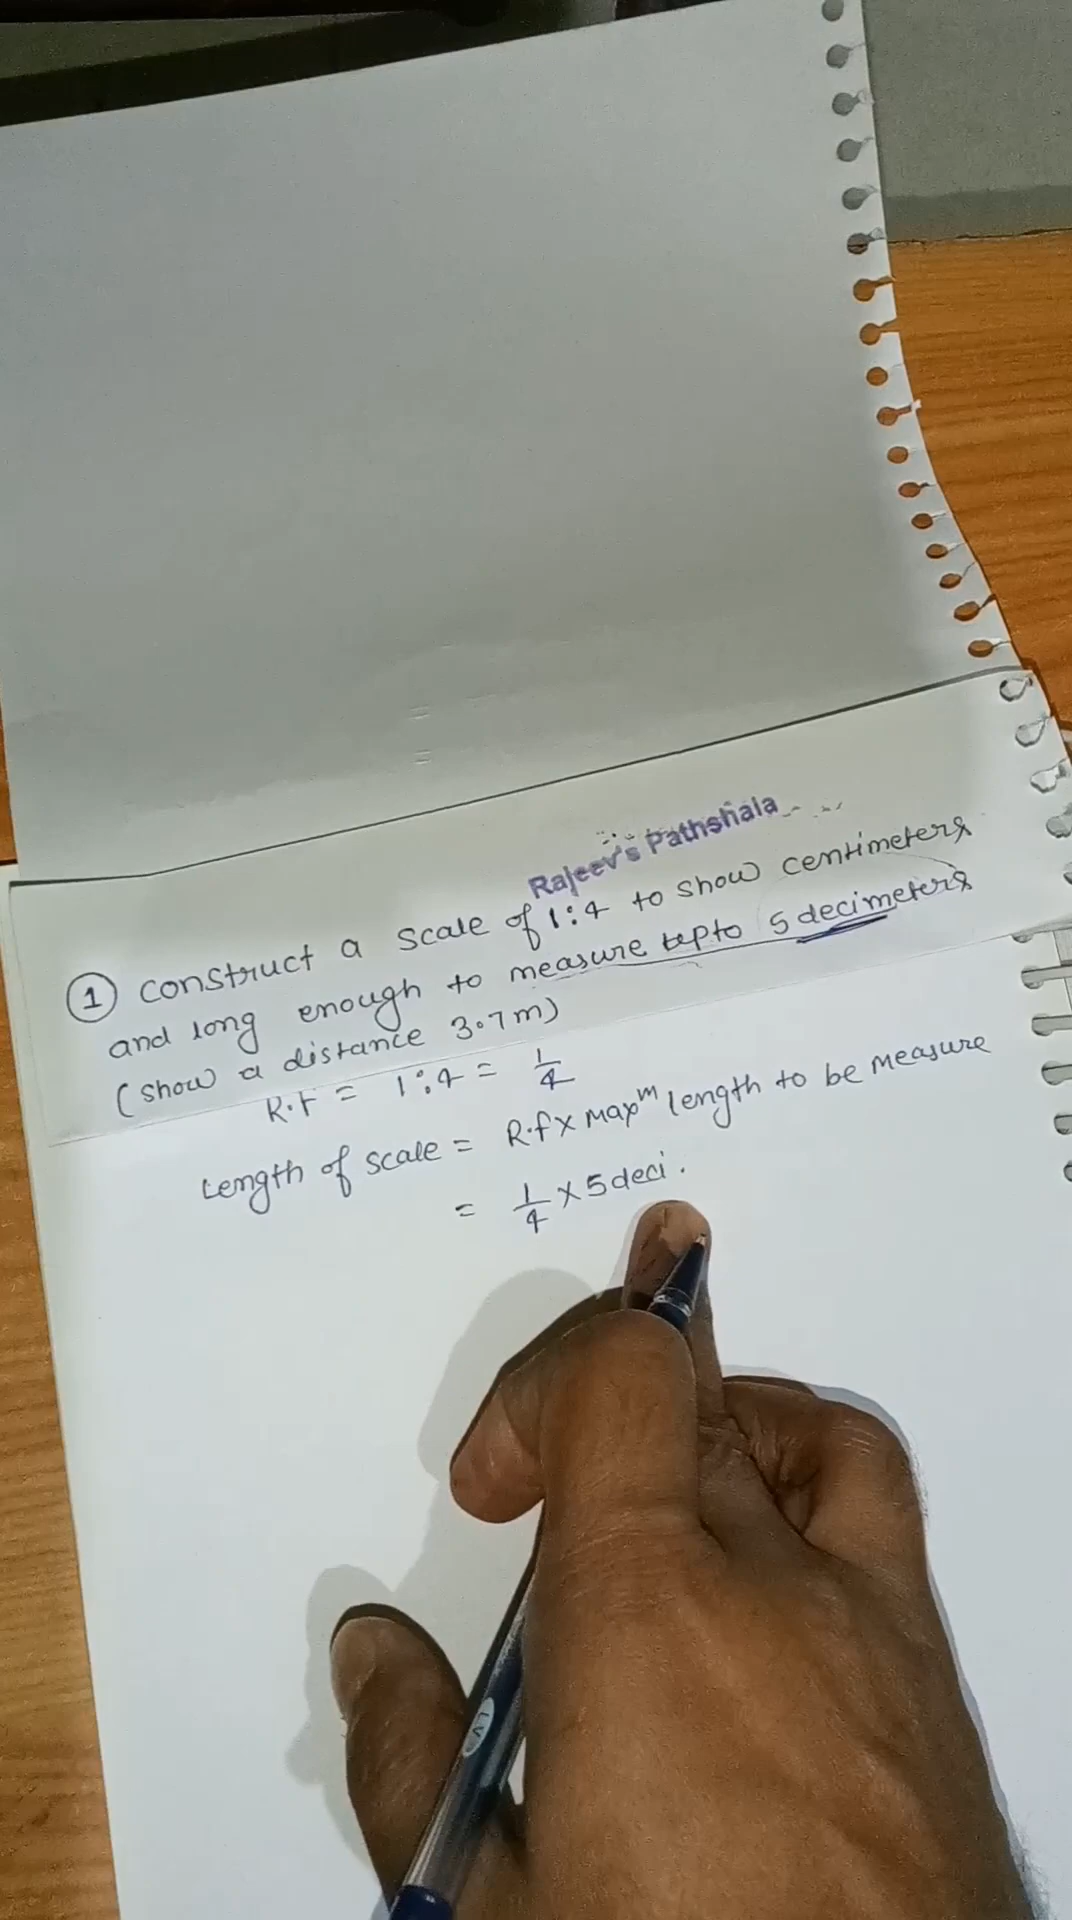 Rajeev's Pathshala
① Construct a scale of 1:4 to show centimeters
and long enough to measure upto 5 decimeters
(show a distance 3.7m)
R.F = 1:4 = 1/4
Length of scale = R.f x maxᵐ length to be measure
= 1/4 x 5 deci.